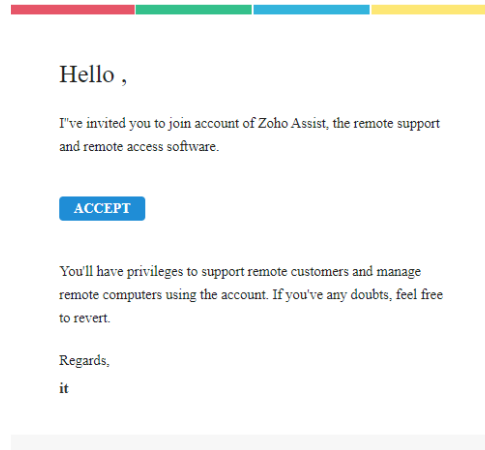 Hello ,
I"ve invited you to join account of Zoho Assist, the remote support
and remote access software.
ACCEPT
You'll have privileges to support remote customers and manage
remote computers using the account. If you've any doubts, feel free
to revert.
Regards,
it